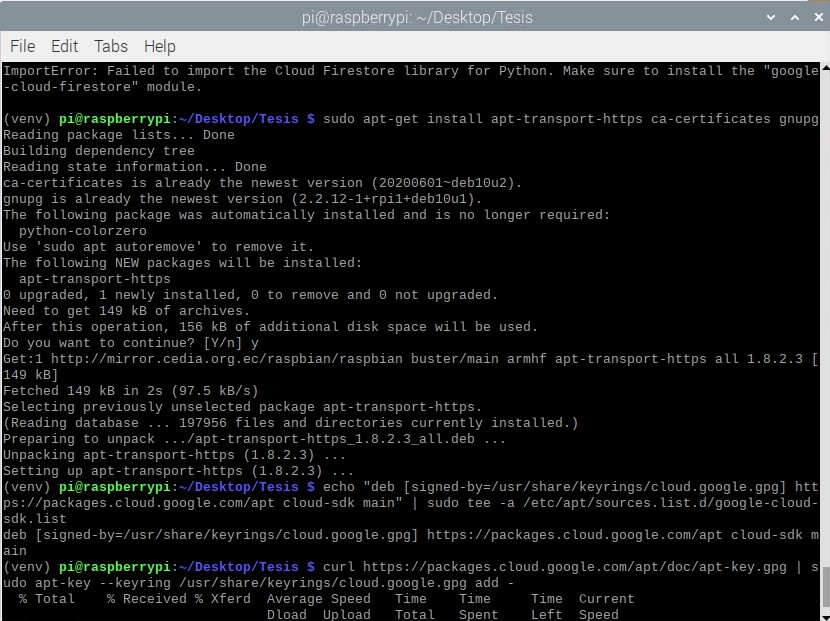 pi@raspberrypi: ~/Desktop/Tesis
File Edit Tabs Help
ImportError: Failed to import the Cloud Firestore library for Python. Make sure to install the "google
-cloud-firestore" module.
(venv) pi@raspberrypi:~/Desktop/Tesis $ sudo apt-get install apt-transport-https ca-certificates gnupg
Reading package lists... Done
Building dependency tree
Reading state information... Done
ca-certificates is already the newest version (20200601~deb10u2).
gnupg is already the newest version (2.2.12-1+rpi1+deb10u1).
The following package was automatically installed and is no longer required:
  python-colorzero
Use 'sudo apt autoremove' to remove it.
The following NEW packages will be installed:
  apt-transport-https
0 upgraded, 1 newly installed, 0 to remove and 0 not upgraded.
Need to get 149 kB of archives.
After this operation, 156 kB of additional disk space will be used.
Do you want to continue? [Y/n] y
Get:1 http://mirror.cedia.org.ec/raspbian/raspbian buster/main armhf apt-transport-https all 1.8.2.3 [
149 kB]
Fetched 149 kB in 2s (97.5 kB/s)
Selecting previously unselected package apt-transport-https.
(Reading database ... 197956 files and directories currently installed.)
Preparing to unpack .../apt-transport-https_1.8.2.3_all.deb ...
Unpacking apt-transport-https (1.8.2.3) ...
Setting up apt-transport-https (1.8.2.3) ...
(venv) pi@raspberrypi:~/Desktop/Tesis $ echo "deb [signed-by=/usr/share/keyrings/cloud.google.gpg] htt
ps://packages.cloud.google.com/apt cloud-sdk main" | sudo tee -a /etc/apt/sources.list.d/google-cloud-
sdk.list
deb [signed-by=/usr/share/keyrings/cloud.google.gpg] https://packages.cloud.google.com/apt cloud-sdk m
ain
(venv) pi@raspberrypi:~/Desktop/Tesis $ curl https://packages.cloud.google.com/apt/doc/apt-key.gpg | s
udo apt-key --keyring /usr/share/keyrings/cloud.google.gpg add -
  % Total    % Received % Xferd  Average Speed   Time    Time     Time  Current
                                 Dload  Upload   Total   Spent    Left  Speed